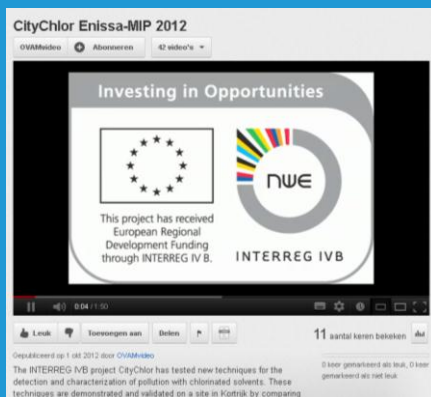 CityChlor Enissa-MIP 2012
OVAMvideo Abonneren 42 video's
Investing in Opportunities
This project has received
European Regional
Development Funding
through INTERREG IV B.
nwe
INTERREG IVB
0:04 / 1:50
Leuk Toevoegen aan Delen
11 aantal keren bekeken
Gepubliceerd op 1 okt 2012 door OVAMvideo
The INTERREG IVB project CityChlor has tested new techniques for the
detection and characterization of pollution with chlorinated solvents. These
techniques are demonstrated and validated on a site in Kortrijk by comparing
0 keer gemarkeerd als leuk, 0 keer
gemarkeerd als niet leuk